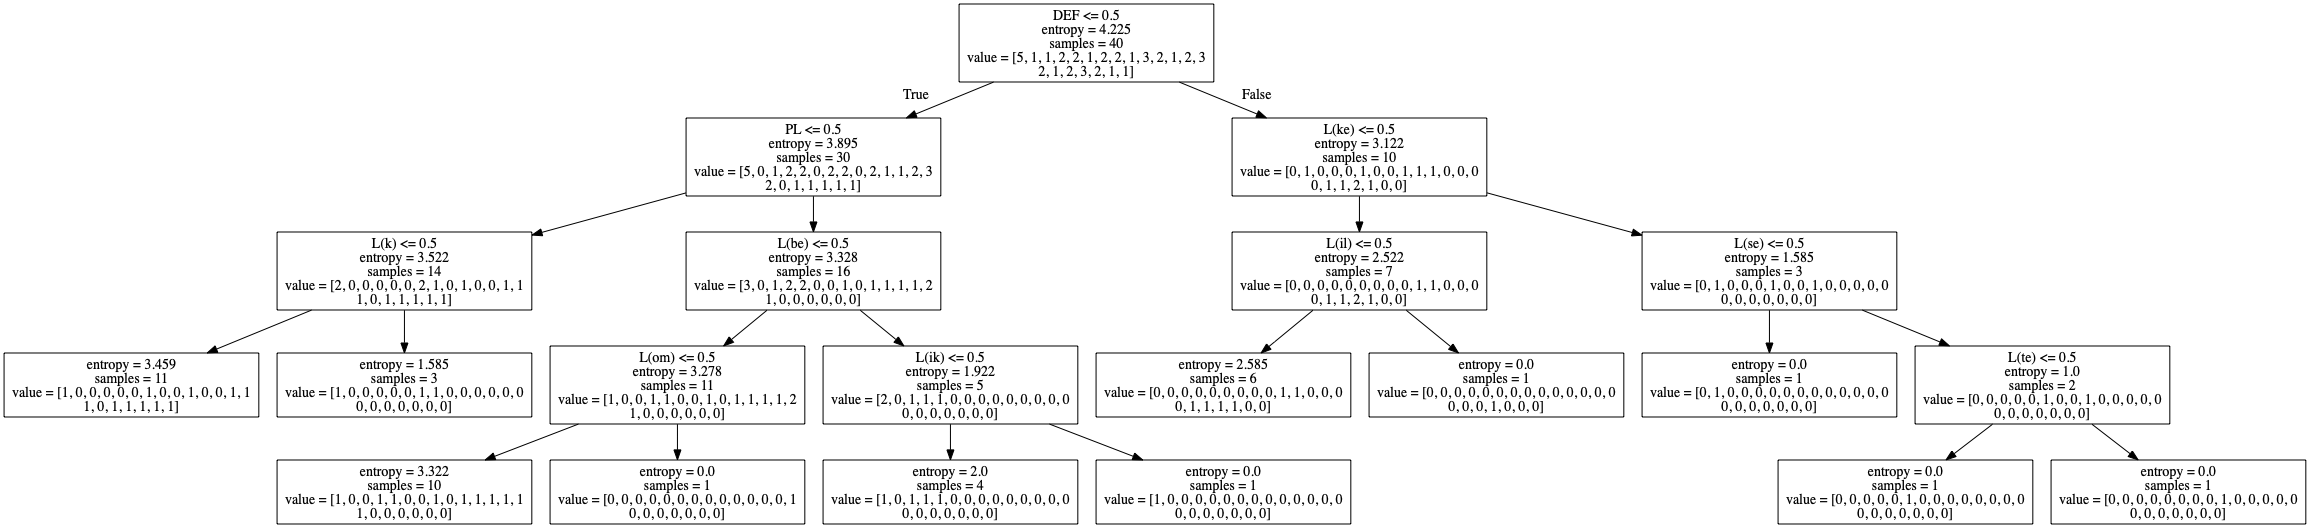 DEF <= 0.5
entropy = 4.225
samples = 40
value = [5, 1, 1, 2, 2, 1, 2, 2, 1, 3, 2, 1, 2, 3
2, 1, 2, 3, 2, 1, 1]
True
False
PL <= 0.5
entropy = 3.895
samples = 30
value = [5, 0, 1, 2, 2, 0, 2, 2, 0, 2, 1, 1, 2, 3
2, 0, 1, 1, 1, 1, 1]
L(ke) <= 0.5
entropy = 3.122
samples = 10
value = [0, 1, 0, 0, 0, 1, 0, 0, 1, 1, 1, 0, 0, 0
0, 1, 1, 2, 1, 0, 0]
L(k) <= 0.5
entropy = 3.522
samples = 14
value = [2, 0, 0, 0, 0, 0, 2, 1, 0, 1, 0, 0, 1, 1
1, 0, 1, 1, 1, 1, 1]
L(be) <= 0.5
entropy = 3.328
samples = 16
value = [3, 0, 1, 2, 2, 0, 0, 1, 0, 1, 1, 1, 1, 2
1, 0, 0, 0, 0, 0, 0]
L(il) <= 0.5
entropy = 2.522
samples = 7
value = [0, 0, 0, 0, 0, 0, 0, 0, 0, 1, 1, 0, 0, 0
0, 1, 1, 2, 1, 0, 0]
L(se) <= 0.5
entropy = 1.585
samples = 3
value = [0, 1, 0, 0, 0, 1, 0, 0, 1, 0, 0, 0, 0, 0
0, 0, 0, 0, 0, 0, 0]
entropy = 3.459
samples = 11
value = [1, 0, 0, 0, 0, 0, 1, 0, 0, 1, 0, 0, 1, 1
1, 0, 1, 1, 1, 1, 1]
entropy = 1.585
samples = 3
value = [1, 0, 0, 0, 0, 0, 1, 1, 0, 0, 0, 0, 0, 0
0, 0, 0, 0, 0, 0, 0]
L(om) <= 0.5
entropy = 3.278
samples = 11
value = [1, 0, 0, 1, 1, 0, 0, 1, 0, 1, 1, 1, 1, 2
1, 0, 0, 0, 0, 0, 0]
L(ik) <= 0.5
entropy = 1.922
samples = 5
value = [2, 0, 1, 1, 1, 0, 0, 0, 0, 0, 0, 0, 0, 0
0, 0, 0, 0, 0, 0, 0]
entropy = 2.585
samples = 6
value = [0, 0, 0, 0, 0, 0, 0, 0, 0, 1, 1, 0, 0, 0
0, 1, 1, 1, 1, 0, 0]
entropy = 0.0
samples = 1
value = [0, 0, 0, 0, 0, 0, 0, 0, 0, 0, 0, 0, 0, 0
0, 0, 0, 1, 0, 0, 0]
entropy = 0.0
samples = 1
value = [0, 1, 0, 0, 0, 0, 0, 0, 0, 0, 0, 0, 0, 0
0, 0, 0, 0, 0, 0, 0]
L(te) <= 0.5
entropy = 1.0
samples = 2
value = [0, 0, 0, 0, 0, 1, 0, 0, 1, 0, 0, 0, 0, 0
0, 0, 0, 0, 0, 0, 0]
entropy = 3.322
samples = 10
value = [1, 0, 0, 1, 1, 0, 0, 1, 0, 1, 1, 1, 1, 1
1, 0, 0, 0, 0, 0, 0]
entropy = 0.0
samples = 1
value = [0, 0, 0, 0, 0, 0, 0, 0, 0, 0, 0, 0, 0, 1
0, 0, 0, 0, 0, 0, 0]
entropy = 2.0
samples = 4
value = [1, 0, 1, 1, 1, 0, 0, 0, 0, 0, 0, 0, 0, 0
0, 0, 0, 0, 0, 0, 0]
entropy = 0.0
samples = 1
value = [1, 0, 0, 0, 0, 0, 0, 0, 0, 0, 0, 0, 0, 0
0, 0, 0, 0, 0, 0, 0]
entropy = 0.0
samples = 1
value = [0, 0, 0, 0, 0, 1, 0, 0, 0, 0, 0, 0, 0, 0
0, 0, 0, 0, 0, 0, 0]
entropy = 0.0
samples = 1
value = [0, 0, 0, 0, 0, 0, 0, 0, 1, 0, 0, 0, 0, 0
0, 0, 0, 0, 0, 0, 0]